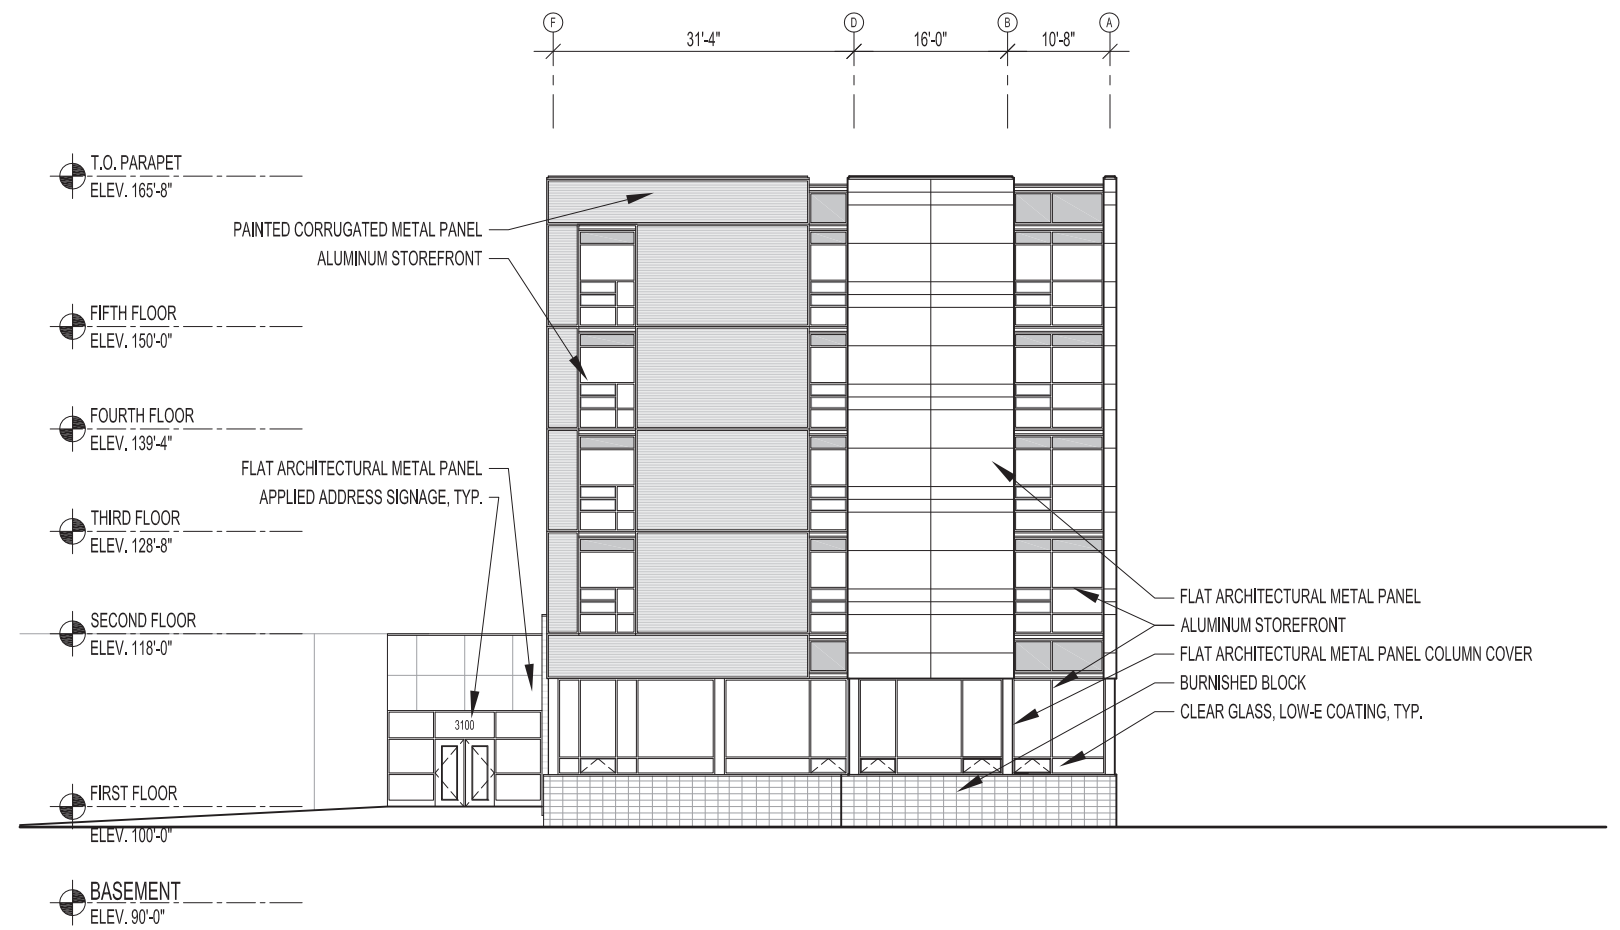 F
D
B
A
31'-4"
16'-0"
10'-8"
T.O. PARAPET
ELEV. 165'-8"
PAINTED CORRUGATED METAL PANEL
ALUMINUM STOREFRONT
FIFTH FLOOR
ELEV. 150'-0"
FOURTH FLOOR
ELEV. 139'-4"
FLAT ARCHITECTURAL METAL PANEL
APPLIED ADDRESS SIGNAGE, TYP.
THIRD FLOOR
ELEV. 128'-8"
SECOND FLOOR
ELEV. 118'-0"
FLAT ARCHITECTURAL METAL PANEL
ALUMINUM STOREFRONT
FLAT ARCHITECTURAL METAL PANEL COLUMN COVER
BURNISHED BLOCK
CLEAR GLASS, LOW-E COATING, TYP.
3100
FIRST FLOOR
ELEV. 100'-0"
BASEMENT
ELEV. 90'-0"